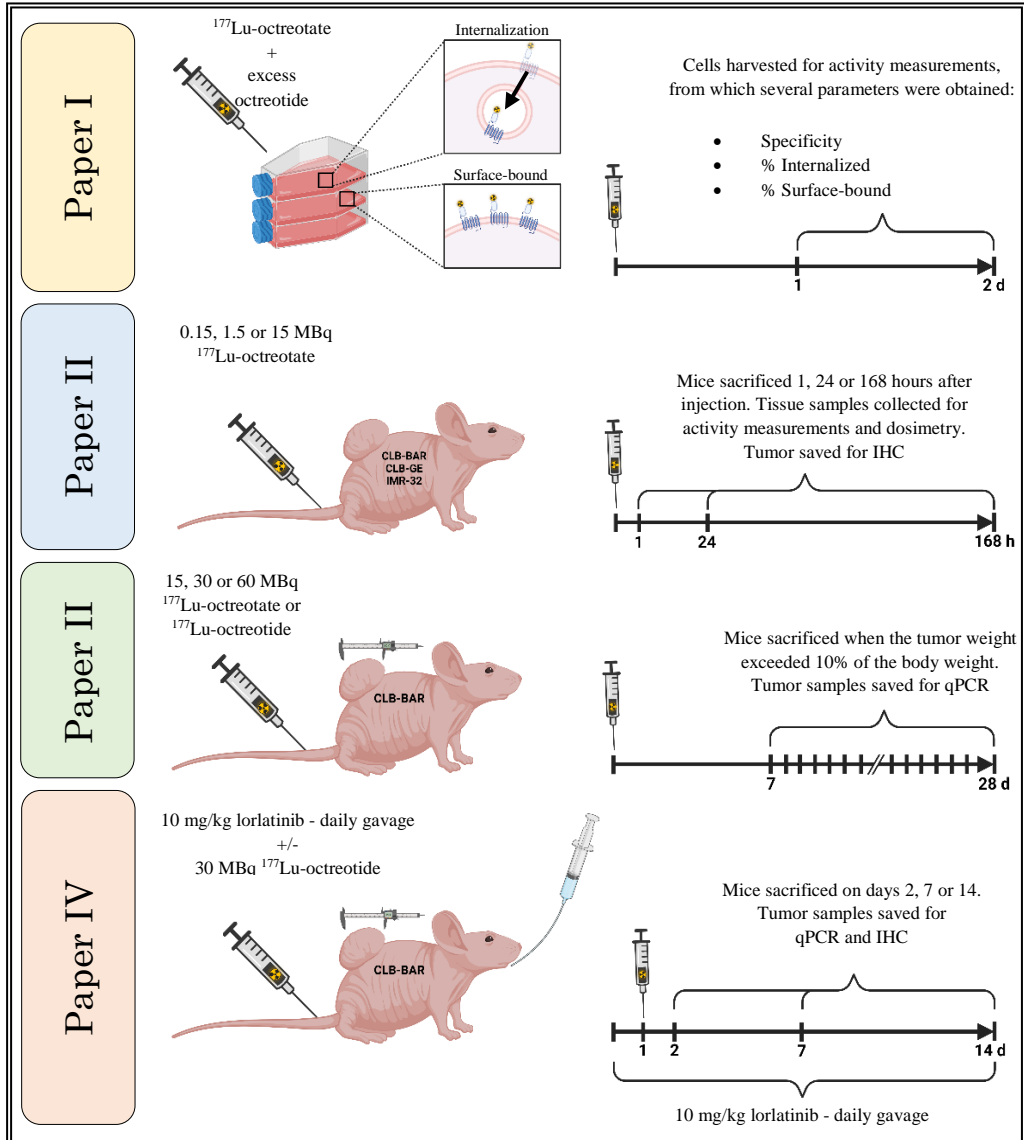 Paper I
¹⁷⁷Lu-octreotate
+
excess
octreotide
Internalization
Surface-bound
Cells harvested for activity measurements,
from which several parameters were obtained:
• Specificity
• % Internalized
• % Surface-bound
1
2 d
Paper II
0.15, 1.5 or 15 MBq
¹⁷⁷Lu-octreotate
CLB-BAR
CLB-GE
IMR-32
Mice sacrificed 1, 24 or 168 hours after
injection. Tissue samples collected for
activity measurements and dosimetry.
Tumor saved for IHC
1
24
168 h
Paper II
15, 30 or 60 MBq
¹⁷⁷Lu-octreotate or
¹⁷⁷Lu-octreotide
CLB-BAR
Mice sacrificed when the tumor weight
exceeded 10% of the body weight.
Tumor samples saved for qPCR
7
28 d
Paper IV
10 mg/kg lorlatinib - daily gavage
+/-
30 MBq ¹⁷⁷Lu-octreotide
CLB-BAR
Mice sacrificed on days 2, 7 or 14.
Tumor samples saved for
qPCR and IHC
1
2
7
14 d
10 mg/kg lorlatinib - daily gavage